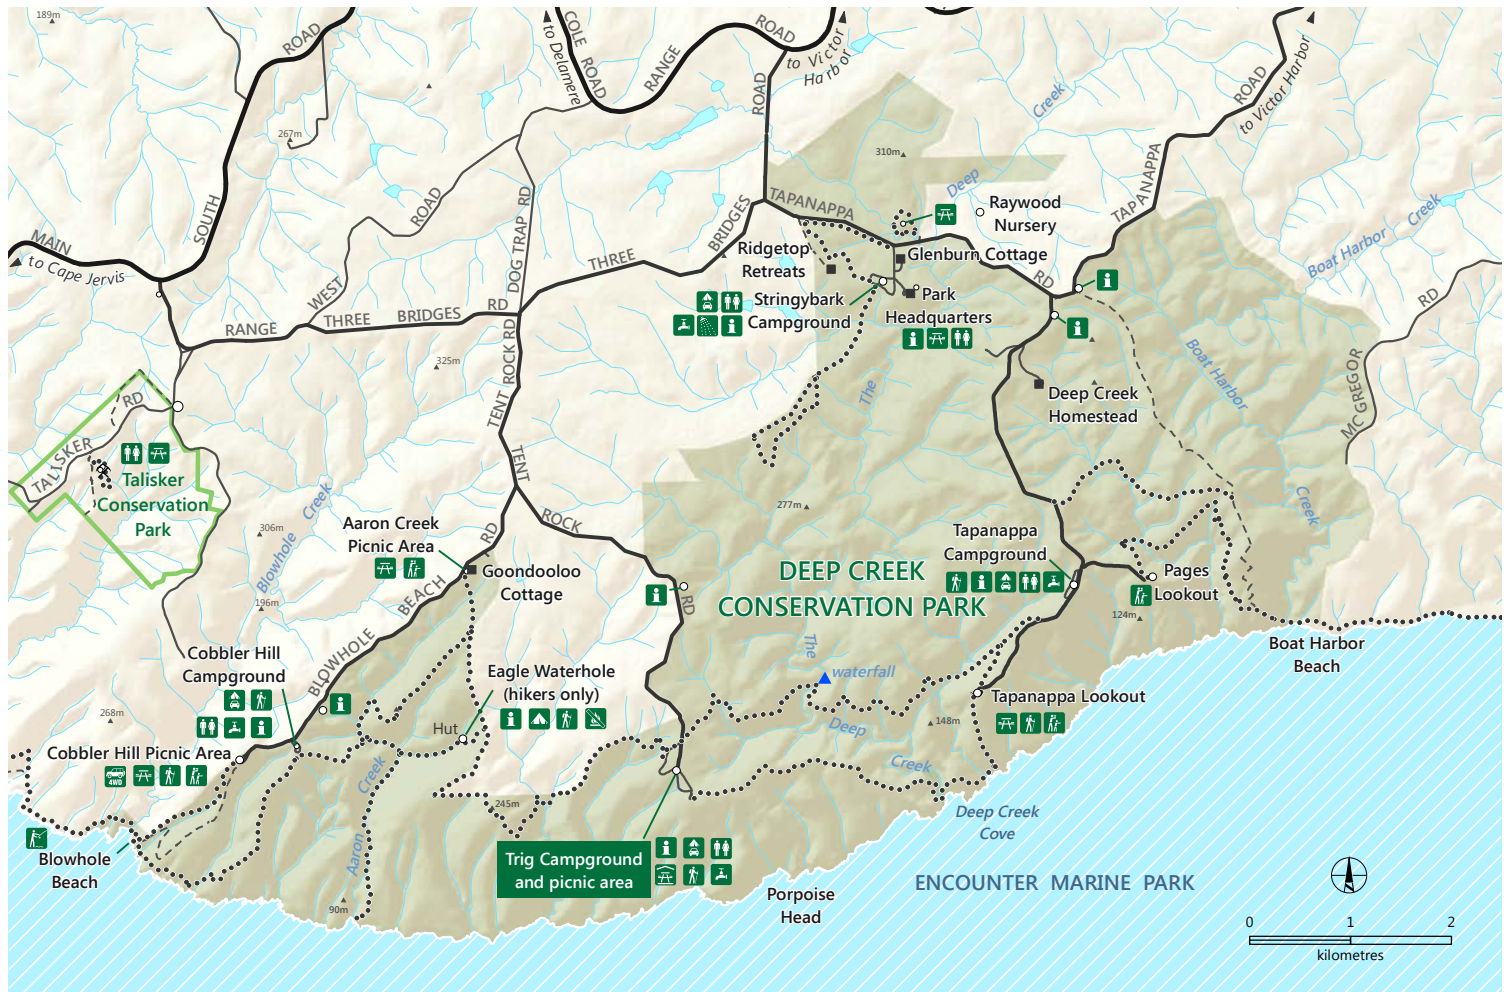 189m
ROAD
COLE
ROAD
to Delamere
RANGE
ROAD
to Victor
Harbor
ROAD
ROAD
to Victor Harbor
267m
Creek
310m
Deep
TAPANAPPA
SOUTH
ROAD
DOG TRAP RD
BRIDGES
TAPANAPPA
Raywood
Nursery
Boat Harbor Creek
MAIN
to Cape Jervis
WEST
THREE
Ridgetop
Retreats
Glenburn Cottage
RD
Stringybark
Campground
Park
Headquarters
RD
RANGE
THREE
BRIDGES
RD
325m
TENT ROCK RD
The
Boat Harbor
Creek
Deep Creek
Homestead
MC GREGOR
RD
TALISKER
Talisker
Conservation
Park
TENT
ROCK
RD
277m
306m
Blowhole Creek
196m
Aaron Creek
Picnic Area
RD
Goondooloo
Cottage
BEACH
BLOWHOLE
DEEP CREEK
CONSERVATION PARK
Tapanappa
Campground
Pages
Lookout
124m
Boat Harbor
Beach
Cobbler Hill
Campground
Eagle Waterhole
(hikers only)
The
waterfall
Tapanappa Lookout
268m
Hut
148m
Deep
Creek
Cobbler Hill Picnic Area
4WD
Creek
Aaron
245m
Deep Creek
Cove
Blowhole
Beach
Trig Campground
and picnic area
90m
Porpoise
Head
ENCOUNTER MARINE PARK
0 1 2
kilometres